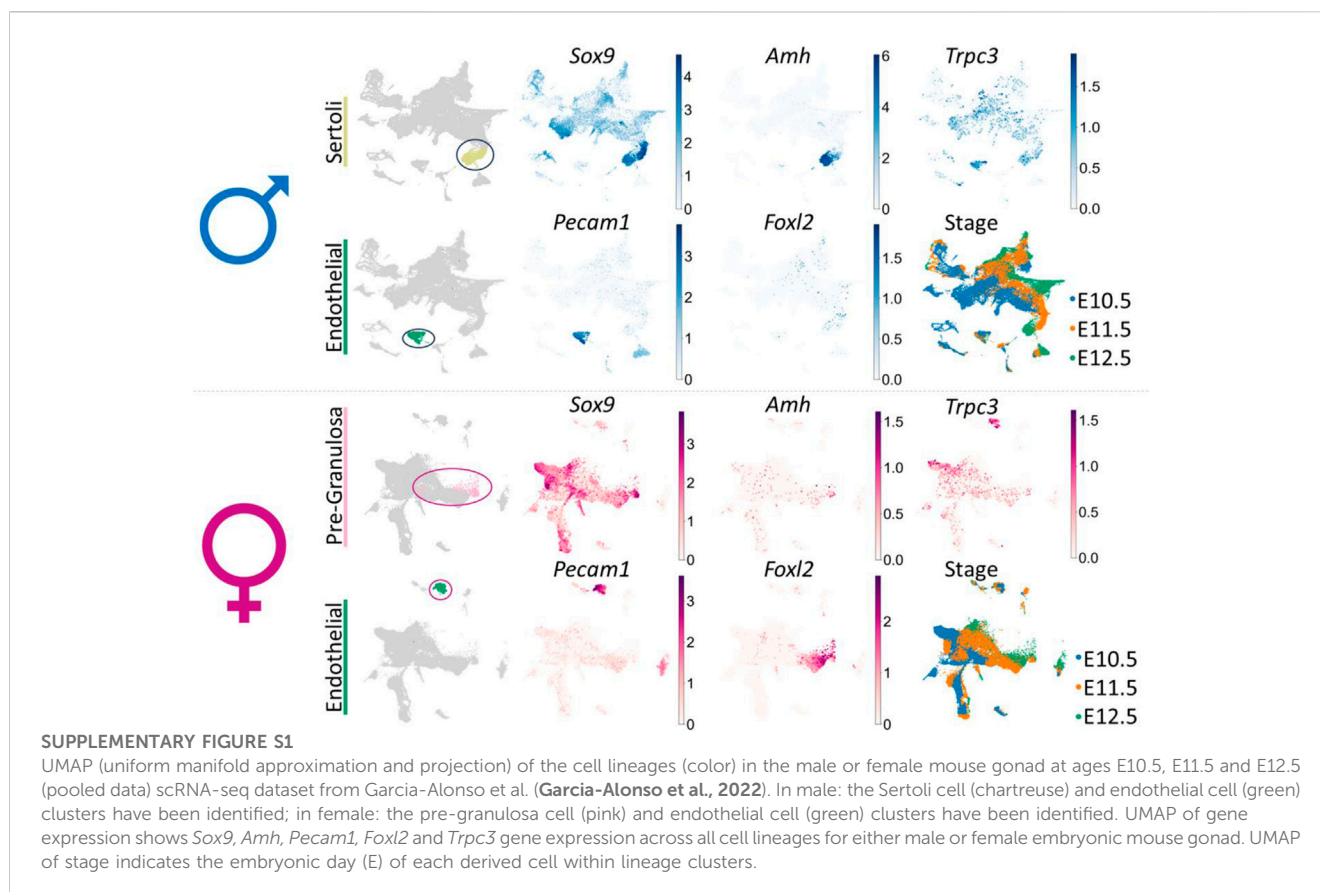 Sox9 Amh Trpc3
Sertoli
4
3
2
1
0
6
4
2
0
1.5
1.0
0.5
0.0
Pecam1 Foxl2 Stage
Endothelial
3
2
1
0
1.5
1.0
0.5
0.0
E10.5
E11.5
E12.5
Sox9 Amh Trpc3
Pre-Granulosa
3
2
1
0
1.5
1.0
0.5
0.0
1.5
1.0
0.5
0.0
Pecam1 Foxl2 Stage
Endothelial
3
2
1
0
2
1
0
E10.5
E11.5
E12.5
SUPPLEMENTARY FIGURE S1
UMAP (uniform manifold approximation and projection) of the cell lineages (color) in the male or female mouse gonad at ages E10.5, E11.5 and E12.5
(pooled data) scRNA-seq dataset from Garcia-Alonso et al. (Garcia-Alonso et al., 2022). In male: the Sertoli cell (chartreuse) and endothelial cell (green)
clusters have been identified; in female: the pre-granulosa cell (pink) and endothelial cell (green) clusters have been identified. UMAP of gene
expression shows Sox9, Amh, Pecam1, Foxl2 and Trpc3 gene expression across all cell lineages for either male or female embryonic mouse gonad. UMAP
of stage indicates the embryonic day (E) of each derived cell within lineage clusters.